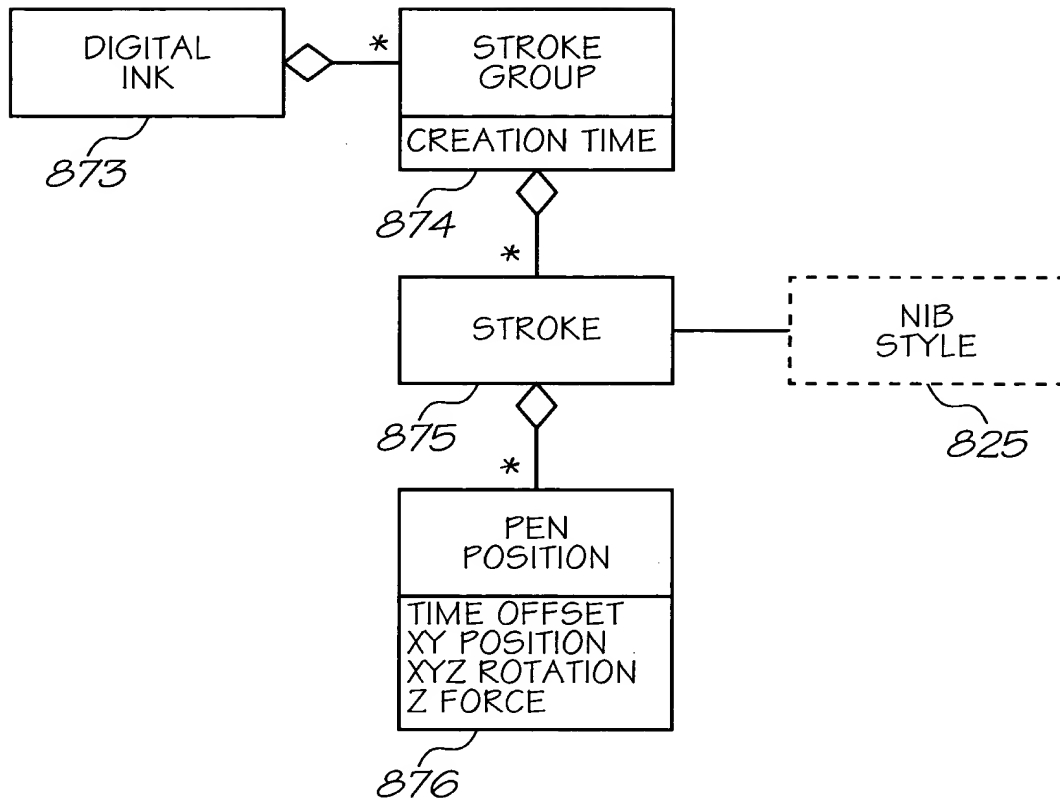 DIGITAL
INK
*
STROKE
GROUP
CREATION TIME
873
874
*
STROKE
NIB
STYLE
875
825
*
PEN
POSITION
TIME OFFSET
XY POSITION
XYZ ROTATION
Z FORCE
876